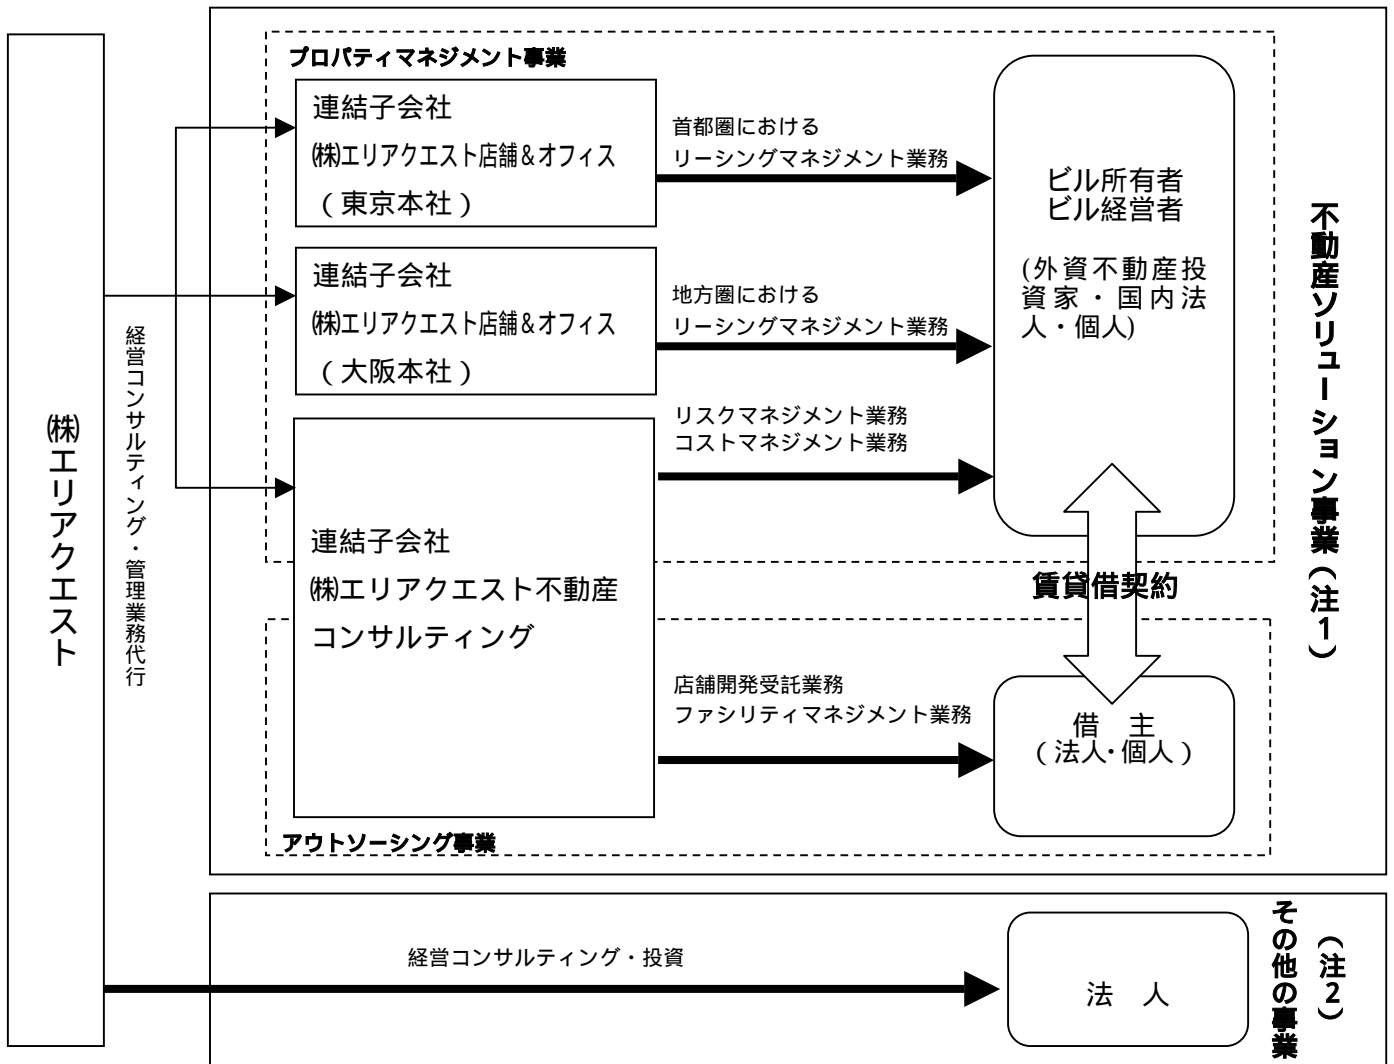 ㈱エリアクエスト
経営コンサルティング・管理業務代行
プロパティマネジメント事業
連結子会社
㈱エリアクエスト店舗&オフィス
(東京本社)
首都圏における
リーシングマネジメント業務
連結子会社
㈱エリアクエスト店舗&オフィス
(大阪本社)
地方圏における
リーシングマネジメント業務
リスクマネジメント業務
コストマネジメント業務
連結子会社
㈱エリアクエスト不動産
コンサルティング
ビル所有者
ビル経営者
(外資不動産投
資家・国内法
人・個人)
賃貸借契約
店舗開発受託業務
ファシリティマネジメント業務
借 主
(法人・個人)
アウトソーシング事業
不動産ソリューション事業(注1)
経営コンサルティング・投資
法 人
その他の事業
(注2)